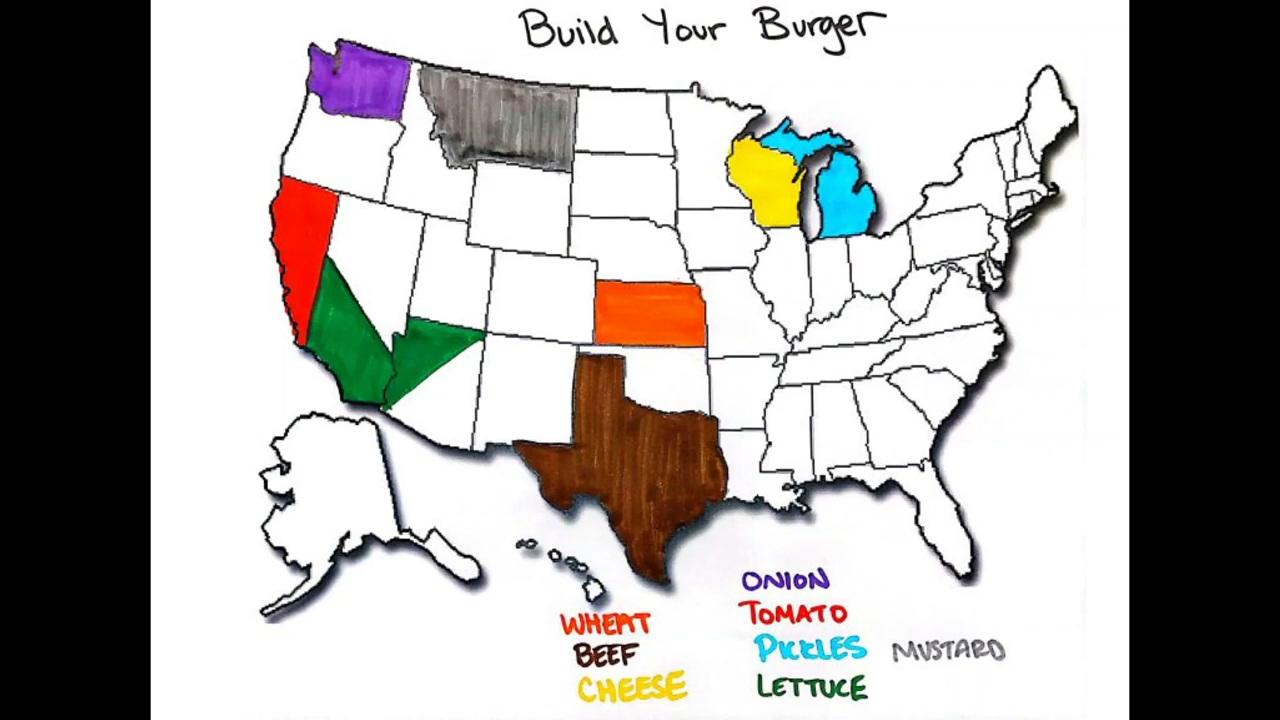 Build Your Burger
WHEAT
BEEF
CHEESE
ONION
TOMATO
PICKLES
LETTUCE
MUSTARD